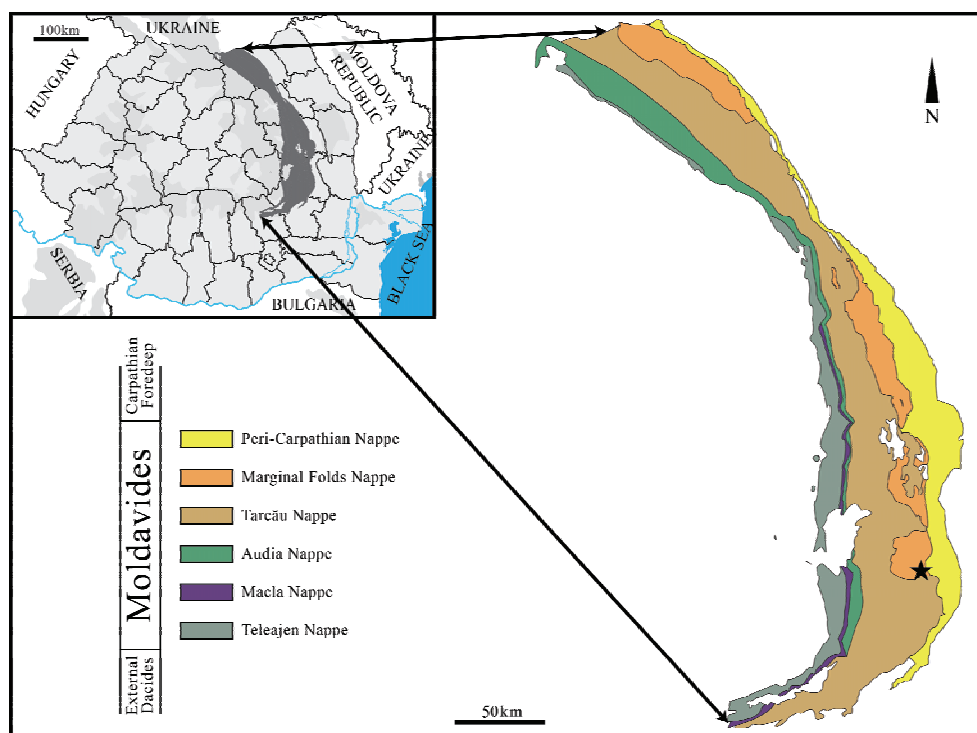 100km
UKRAINE
HUNGARY
MOLDOVA
REPUBLIC
UKRAINE
SERBIA
BULGARIA
BLACK SEA
N
Carpathian
Foredeep
Moldavides
External
Dacides
Peri-Carpathian Nappe
Marginal Folds Nappe
Tarcău Nappe
Audia Nappe
Macla Nappe
Teleajen Nappe
50km